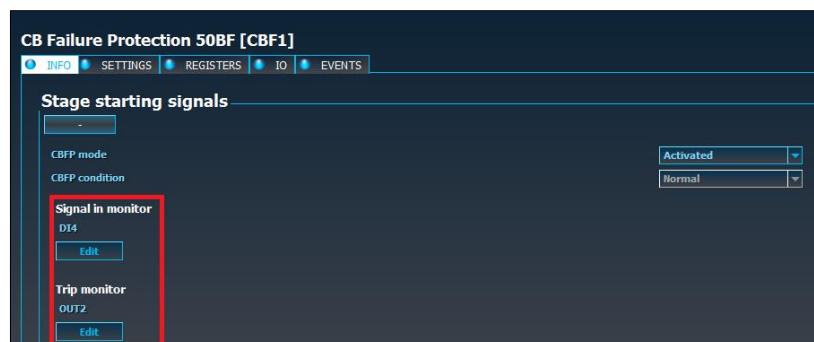 CB Failure Protection 50BF [CBF1]
INFO SETTINGS REGISTERS IO EVENTS
Stage starting signals
-
CBFP mode Activated
CBFP condition Normal
Signal in monitor
DI4
Edit
Trip monitor
OUT2
Edit